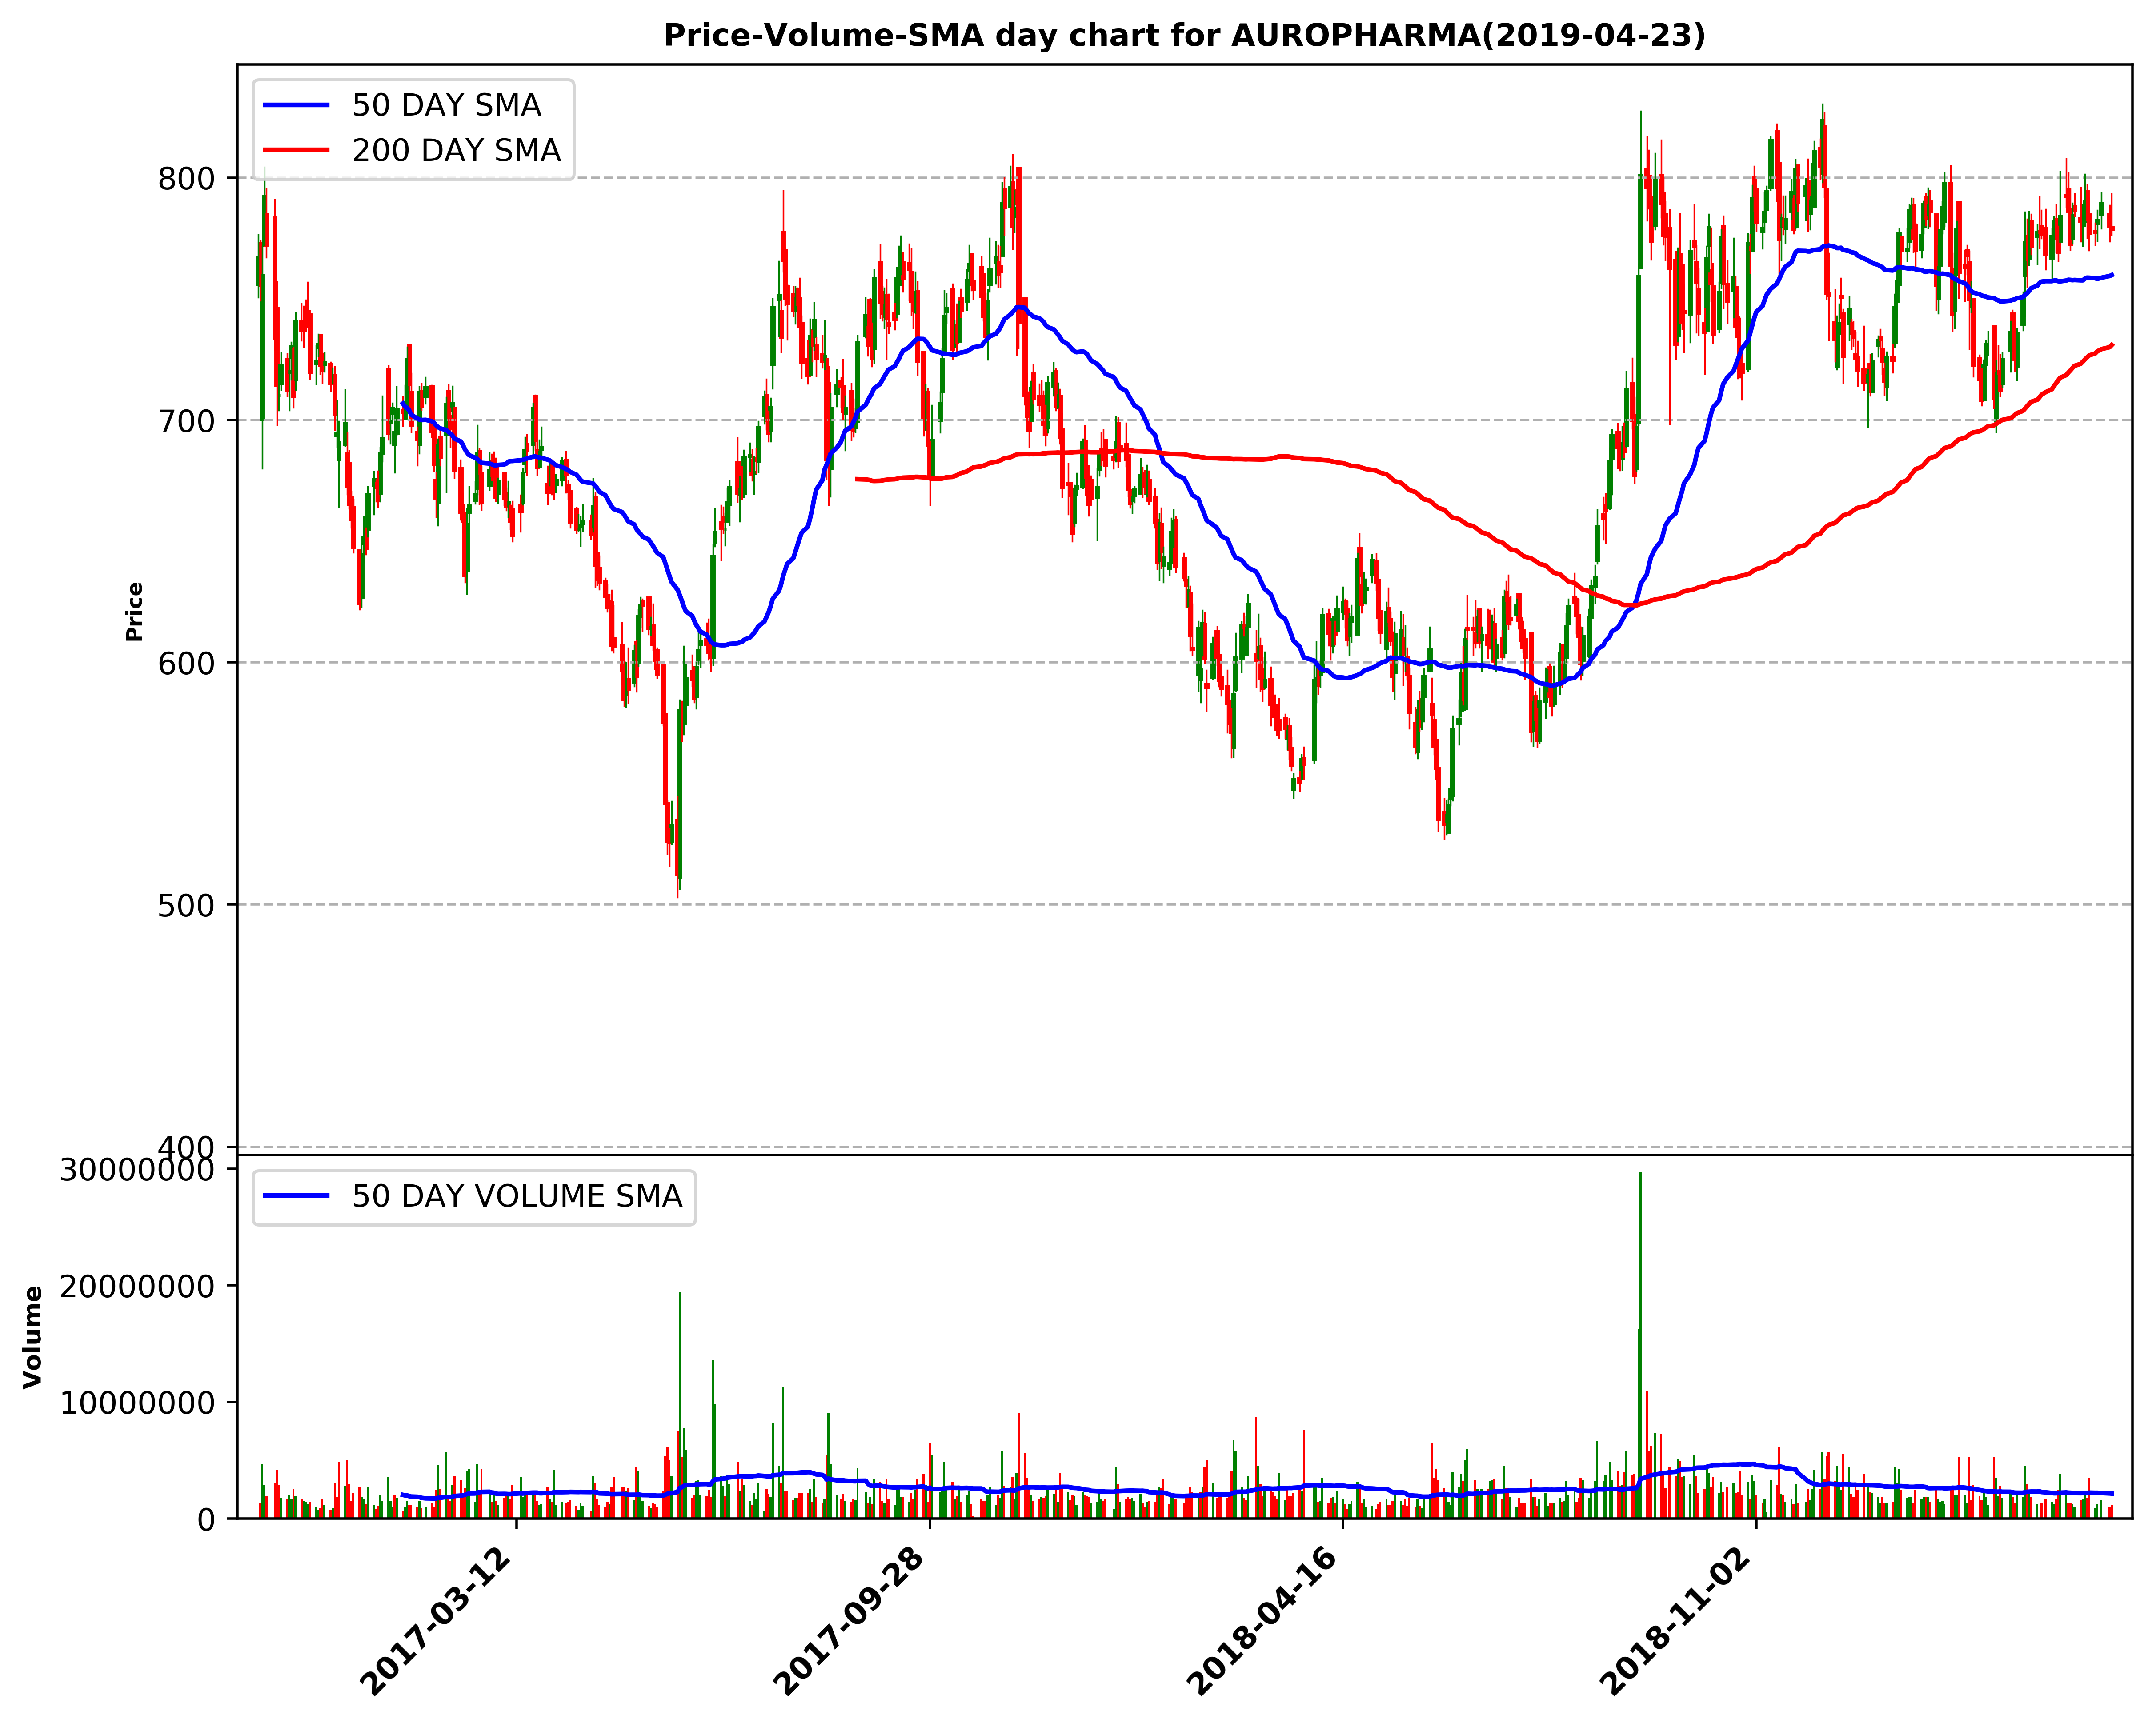 Price-Volume-SMA day chart for AUROPHARMA(2019-04-23)
50 DAY SMA
200 DAY SMA
800
700
600
500
400
Price
50 DAY VOLUME SMA
30000000
20000000
10000000
0
Volume
2017-03-12
2017-09-28
2018-04-16
2018-11-02